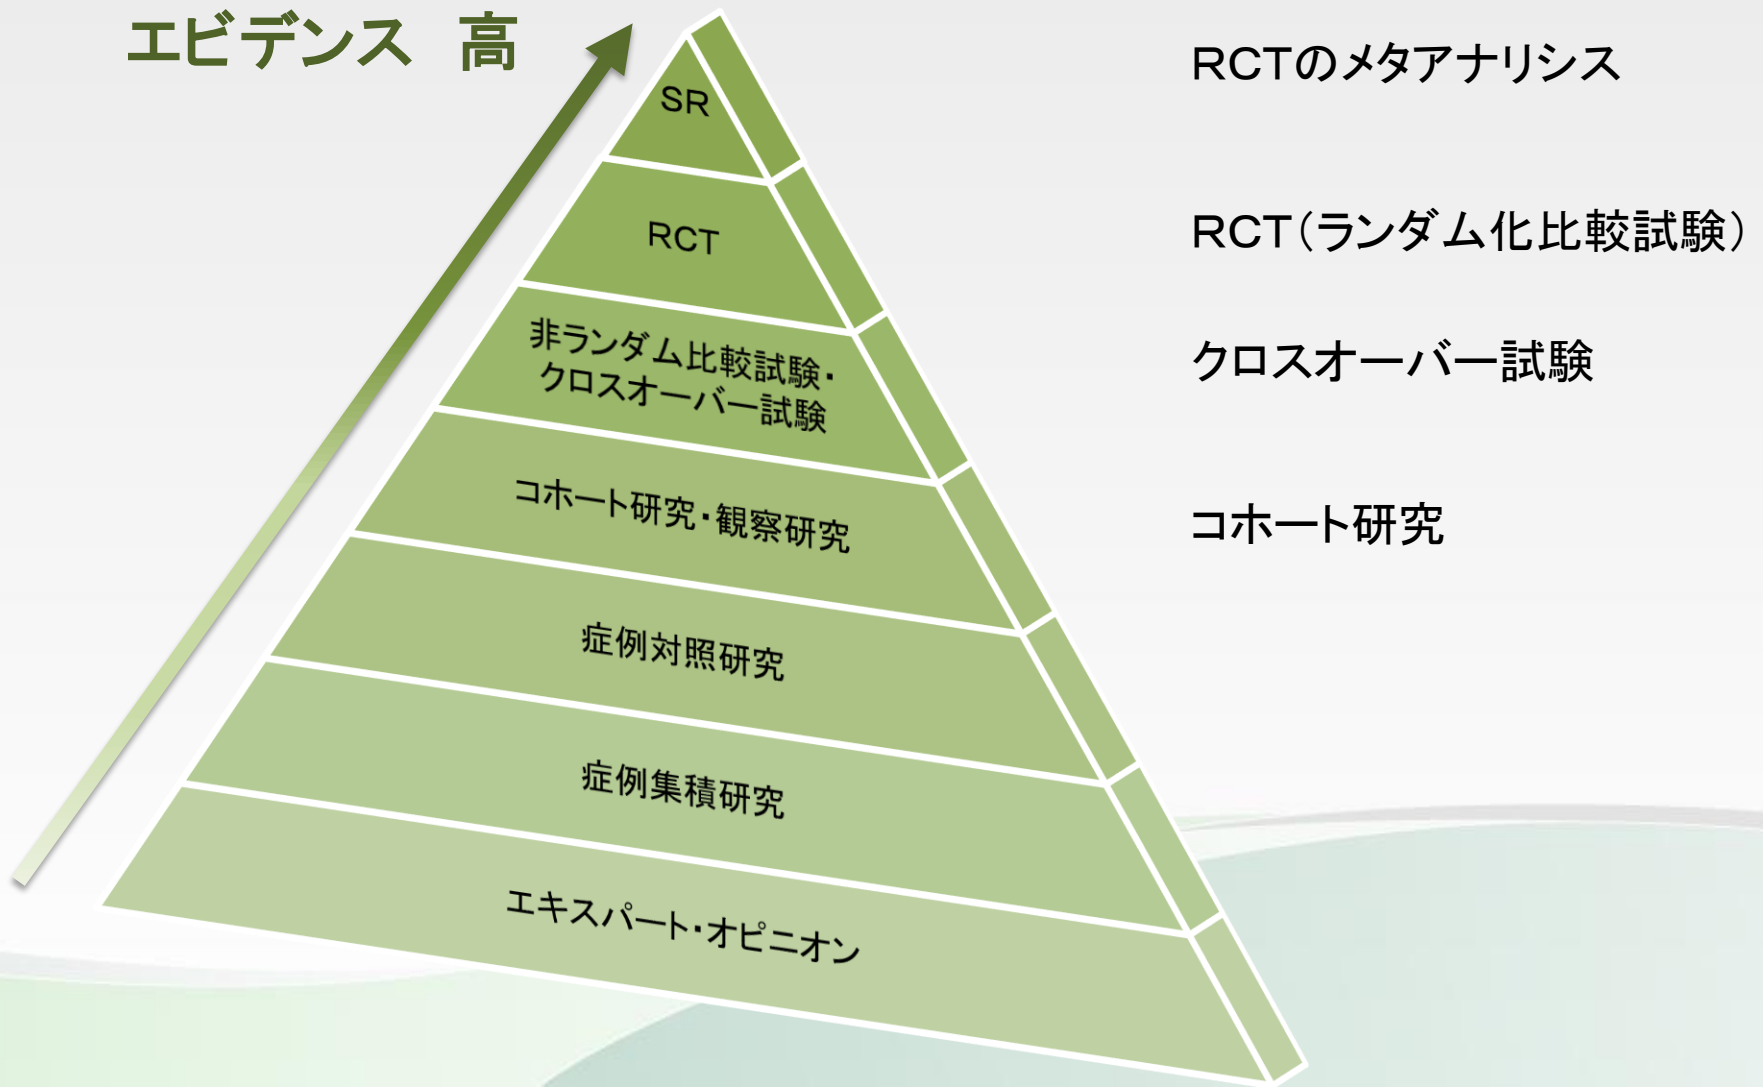 エビデンス 高
SR
RCT
非ランダム比較試験・
クロスオーバー試験
コホート研究・観察研究
症例対照研究
症例集積研究
エキスパート・オピニオン
RCTのメタアナリシス
RCT(ランダム化比較試験)
クロスオーバー試験
コホート研究